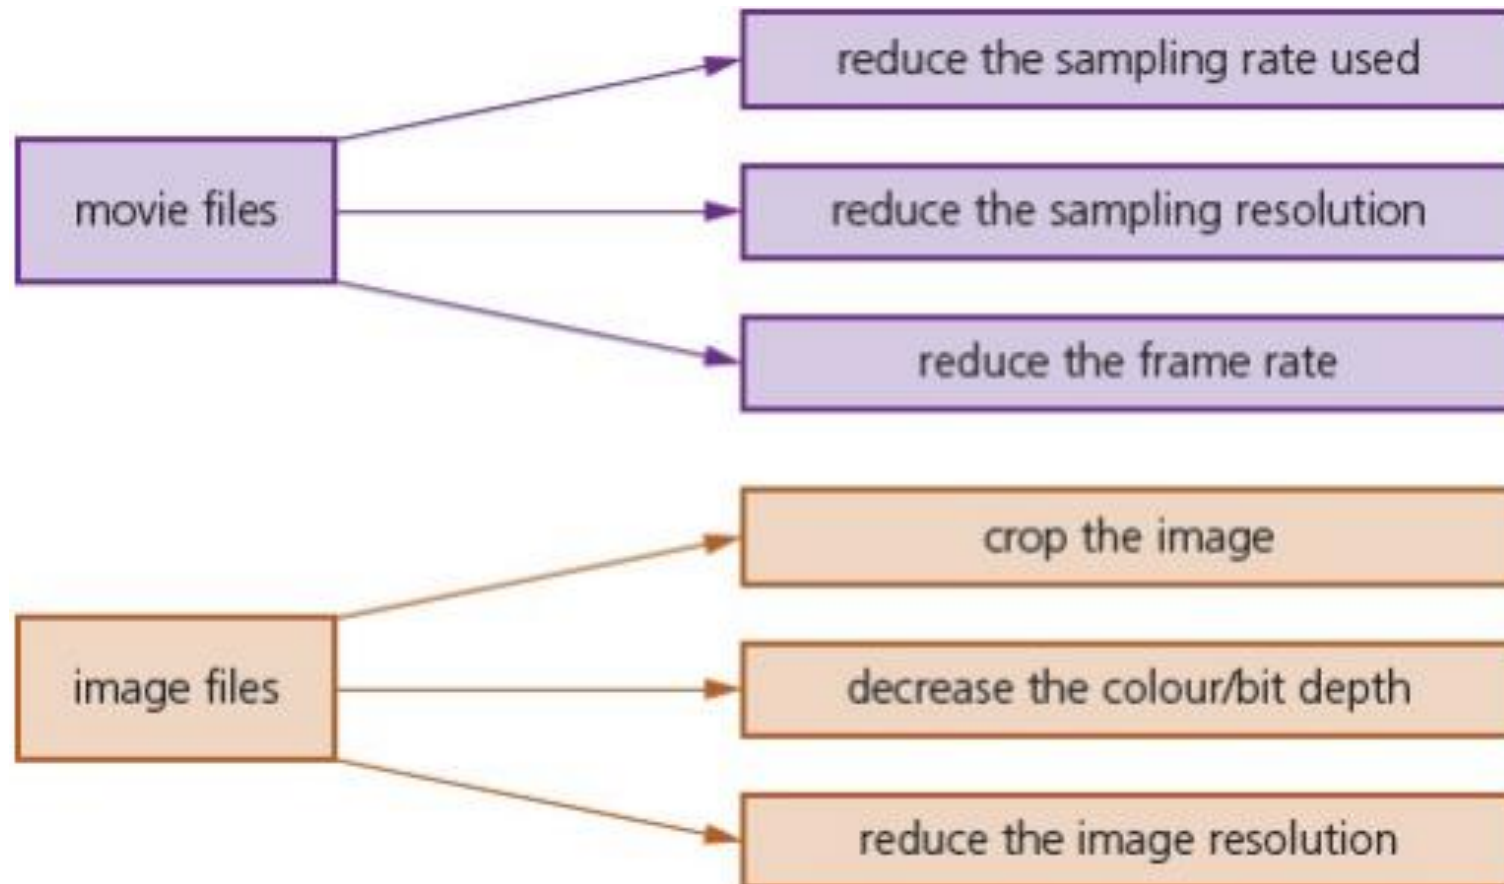 movie files
reduce the sampling rate used
reduce the sampling resolution
reduce the frame rate
image files
crop the image
decrease the colour/bit depth
reduce the image resolution